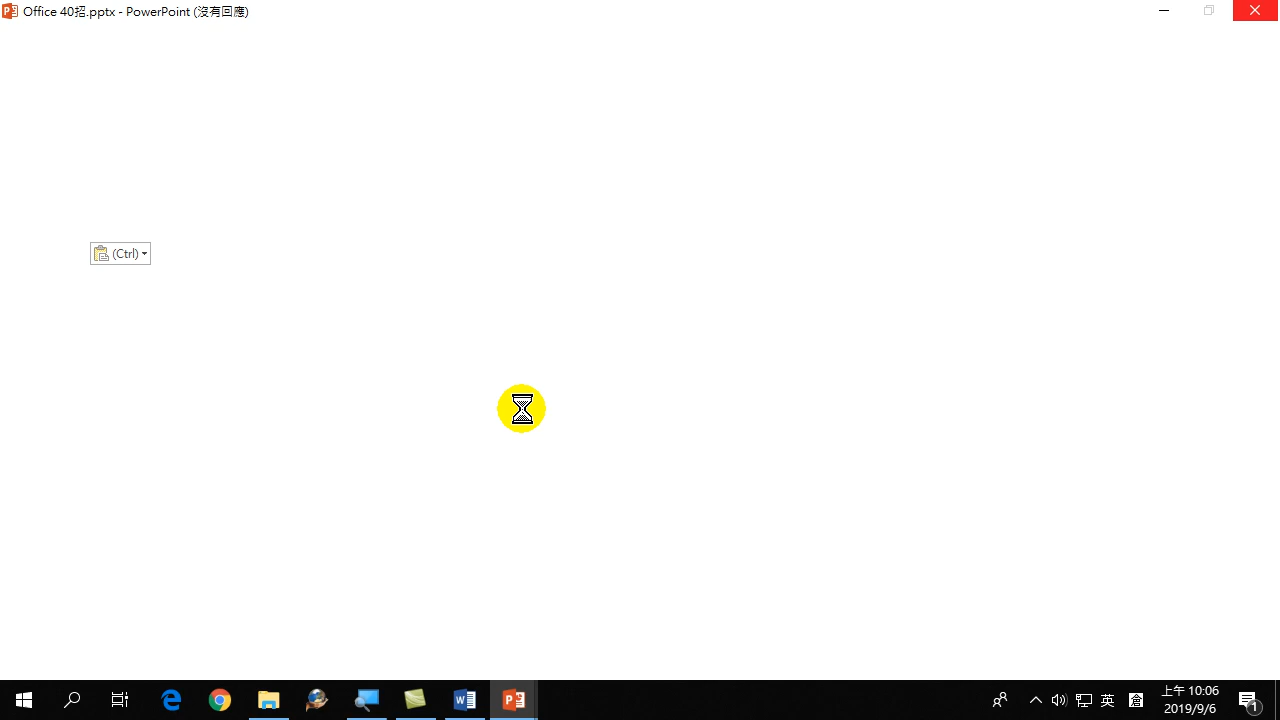 Office 40招.pptx - PowerPoint (沒有回應)
(Ctrl)
英
倉
上午 10:06
2019/9/6
1